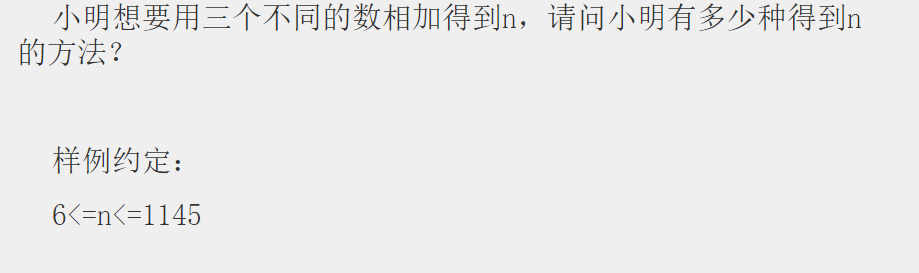 小明想要用三个不同的数相加得到n，请问小明有多少种得到n
的方法？
样例约定：
6<=n<=1145